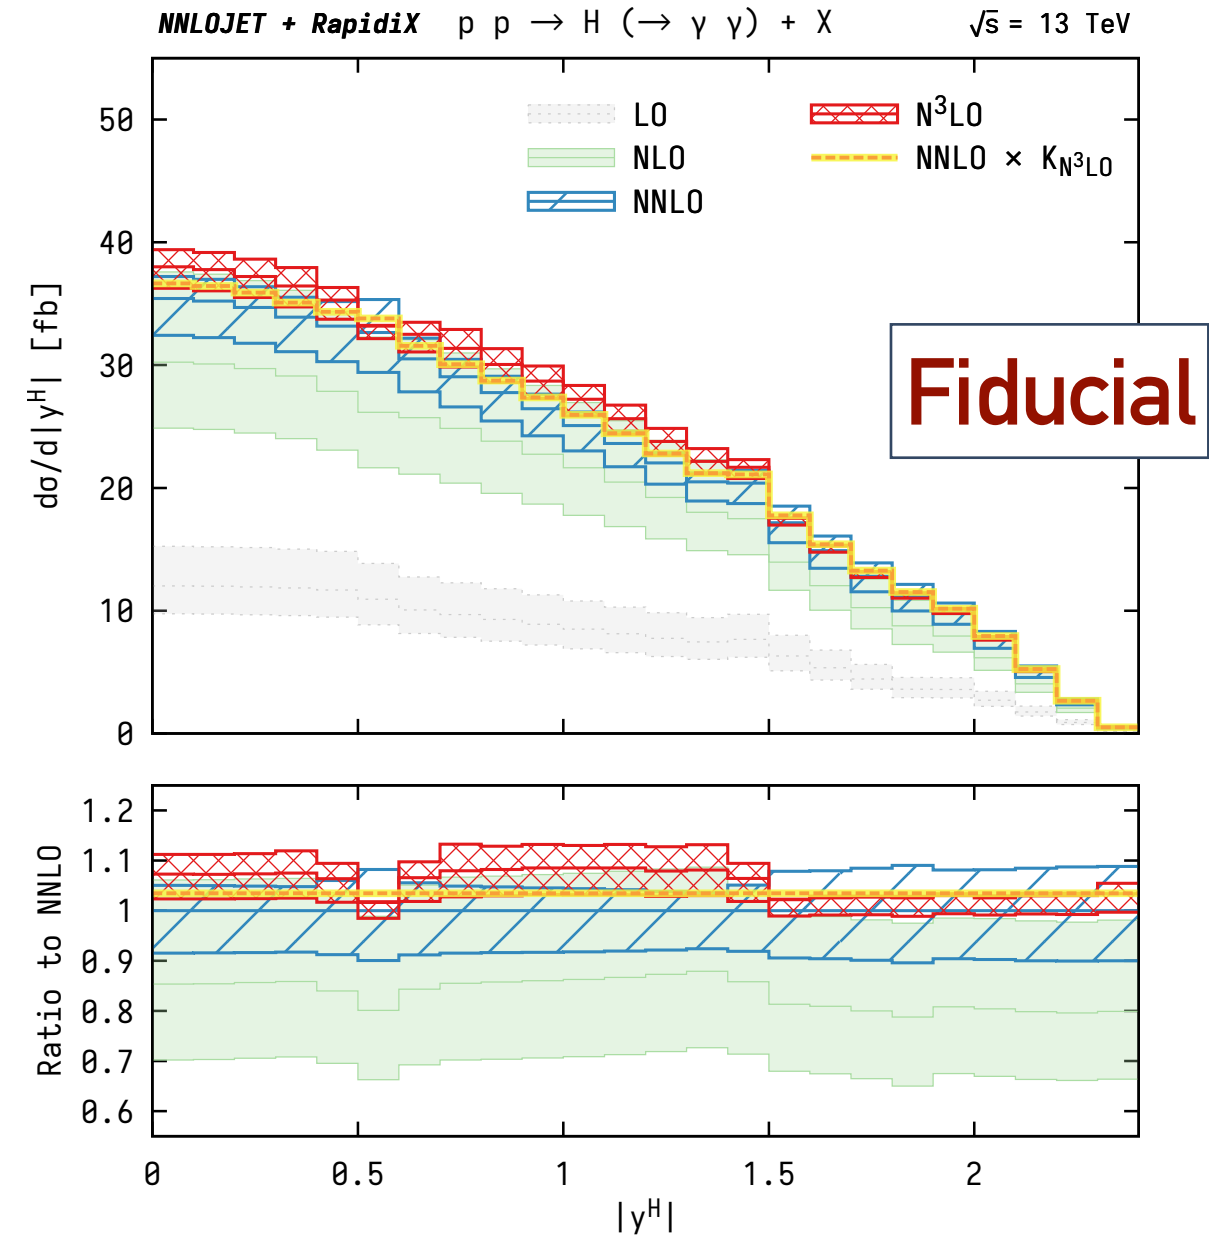 NNLOJET + RapidiX p p → H (→ γ γ) + X √s = 13 TeV
LO
NLO
NNLO
N³LO
NNLO × K_N³LO
Fiducial
dσ/d|y^H| [fb]
50
40
30
20
10
0
Ratio to NNLO
1.2
1.1
1
0.9
0.8
0.7
0.6
0 0.5 1 1.5 2
|y^H|